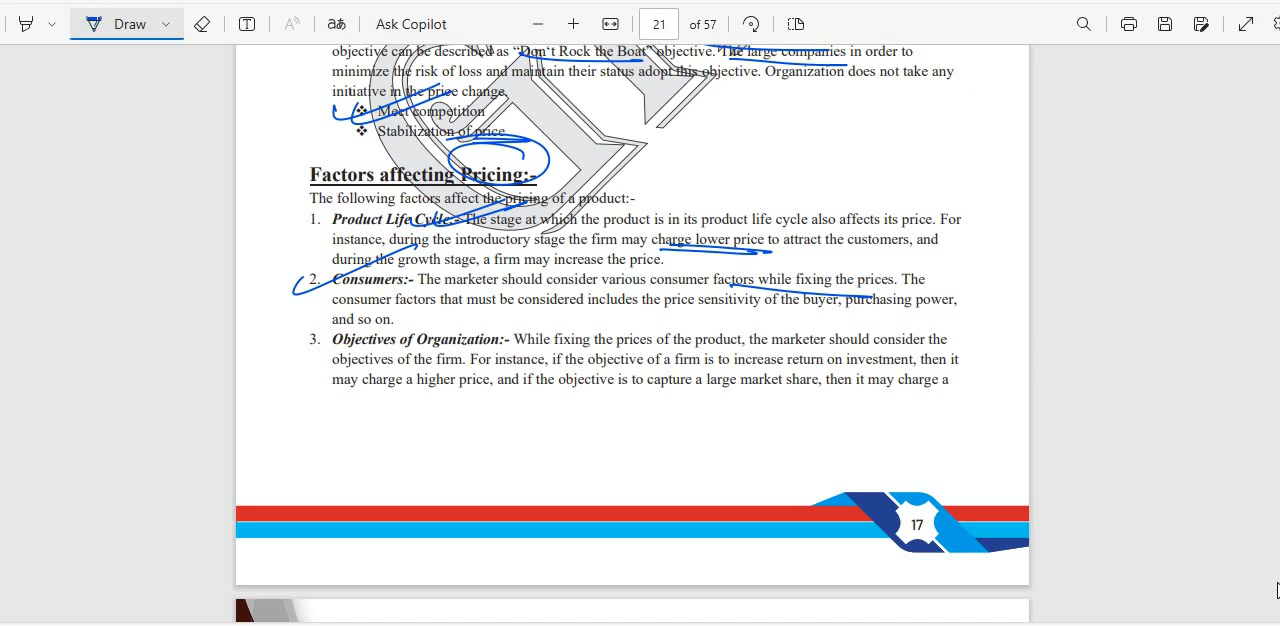 Draw
Ask Copilot
21
of 57
objective can be described as “Don‘t Rock the Boat” objective. The large companies in order to
minimize the risk of loss and maintain their status adopt this objective. Organization does not take any
initiative in the price change.
❖ Meet competition
❖ Stabilization of price
Factors affecting Pricing:-
The following factors affect the pricing of a product:-
1. Product Life Cycle:- The stage at which the product is in its product life cycle also affects its price. For
instance, during the introductory stage the firm may charge lower price to attract the customers, and
during the growth stage, a firm may increase the price.
2. Consumers:- The marketer should consider various consumer factors while fixing the prices. The
consumer factors that must be considered includes the price sensitivity of the buyer, purchasing power,
and so on.
3. Objectives of Organization:- While fixing the prices of the product, the marketer should consider the
objectives of the firm. For instance, if the objective of a firm is to increase return on investment, then it
may charge a higher price, and if the objective is to capture a large market share, then it may charge a
17